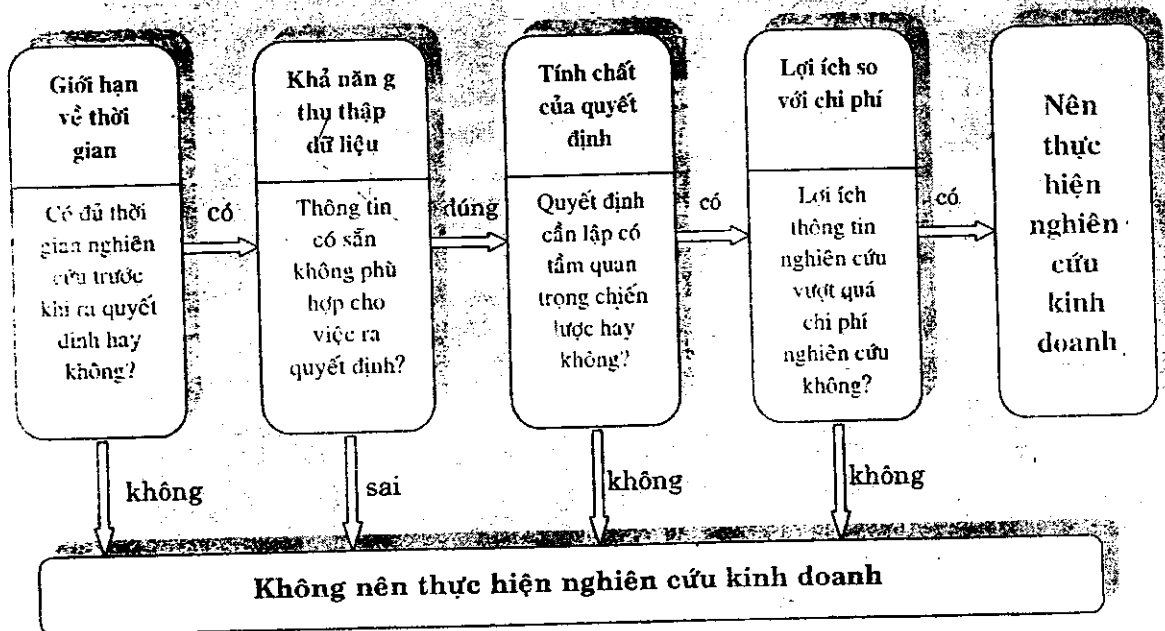 Giới hạn
về thời
gian
Có đủ thời
gian nghiên
cứu trước
khi ra quyết
định hay
không?
có
không
Khả năn g
thu thập
dữ liệu
Thông tin
có sẵn
không phù
hợp cho
việc ra
quyết định?
đúng
sai
Tính chất
của quyết
định
Quyết định
cần lập có
tầm quan
trọng chiến
lược hay
không?
có
không
Lợi ích so
với chi phí
Lợi ích
thông tin
nghiên cứu
vượt quá
chi phí
nghiên cứu
không?
có
không
Nên
thực
hiện
nghiên
cứu
kinh
doanh
Không nên thực hiện nghiên cứu kinh doanh